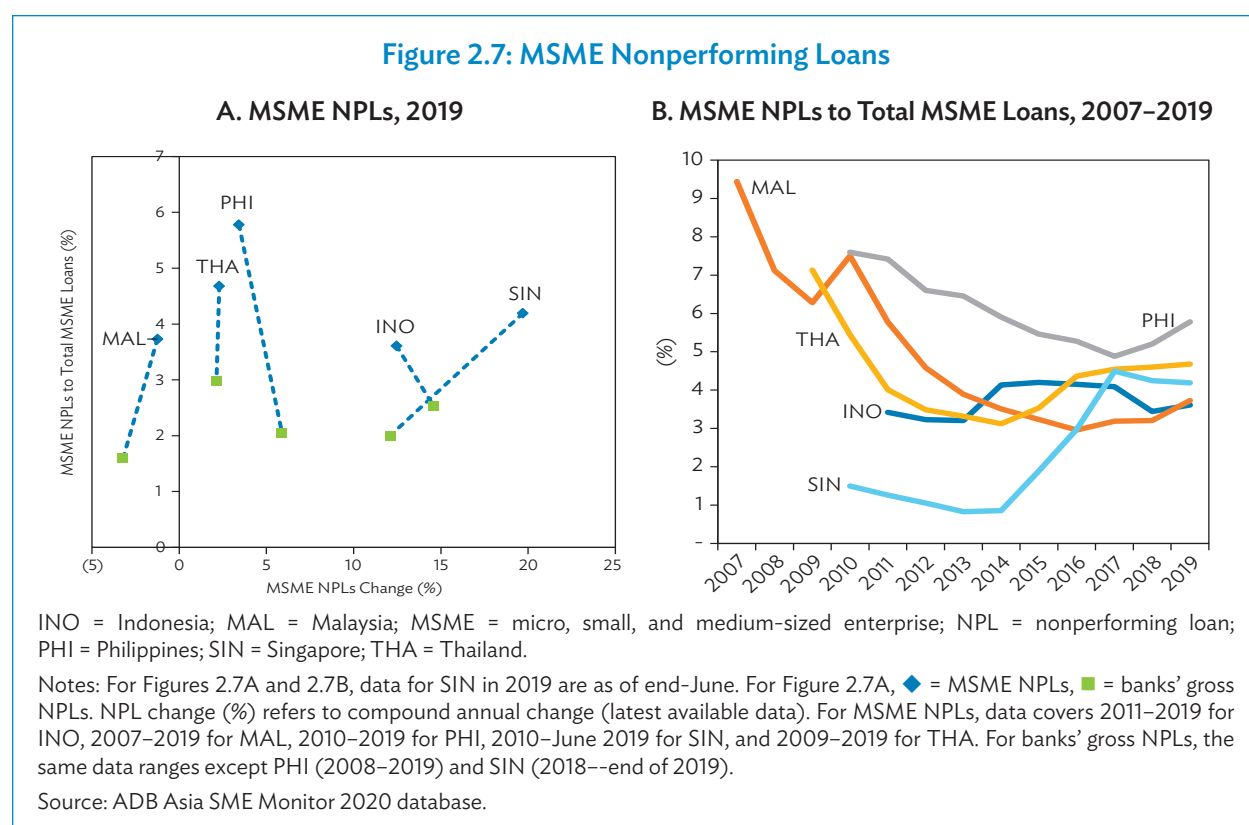 Figure 2.7: MSME Nonperforming Loans
A. MSME NPLs, 2019
MSME NPLs to Total MSME Loans (%)
7
6
5
4
3
2
1
0
(5)
0
5
10
15
20
25
MSME NPLs Change (%)
MAL
THA
PHI
INO
SIN
B. MSME NPLs to Total MSME Loans, 2007–2019
(%)
10
9
8
7
6
5
4
3
2
1
–
MAL
THA
PHI
INO
SIN
2007
2008
2009
2010
2011
2012
2013
2014
2015
2016
2017
2018
2019
INO = Indonesia; MAL = Malaysia; MSME = micro, small, and medium-sized enterprise; NPL = nonperforming loan;
PHI = Philippines; SIN = Singapore; THA = Thailand.
Notes: For Figures 2.7A and 2.7B, data for SIN in 2019 are as of end-June. For Figure 2.7A, ◆ = MSME NPLs, ■ = banks’ gross
NPLs. NPL change (%) refers to compound annual change (latest available data). For MSME NPLs, data covers 2011–2019 for
INO, 2007–2019 for MAL, 2010–2019 for PHI, 2010–June 2019 for SIN, and 2009–2019 for THA. For banks’ gross NPLs, the
same data ranges except PHI (2008–2019) and SIN (2018–-end of 2019).
Source: ADB Asia SME Monitor 2020 database.